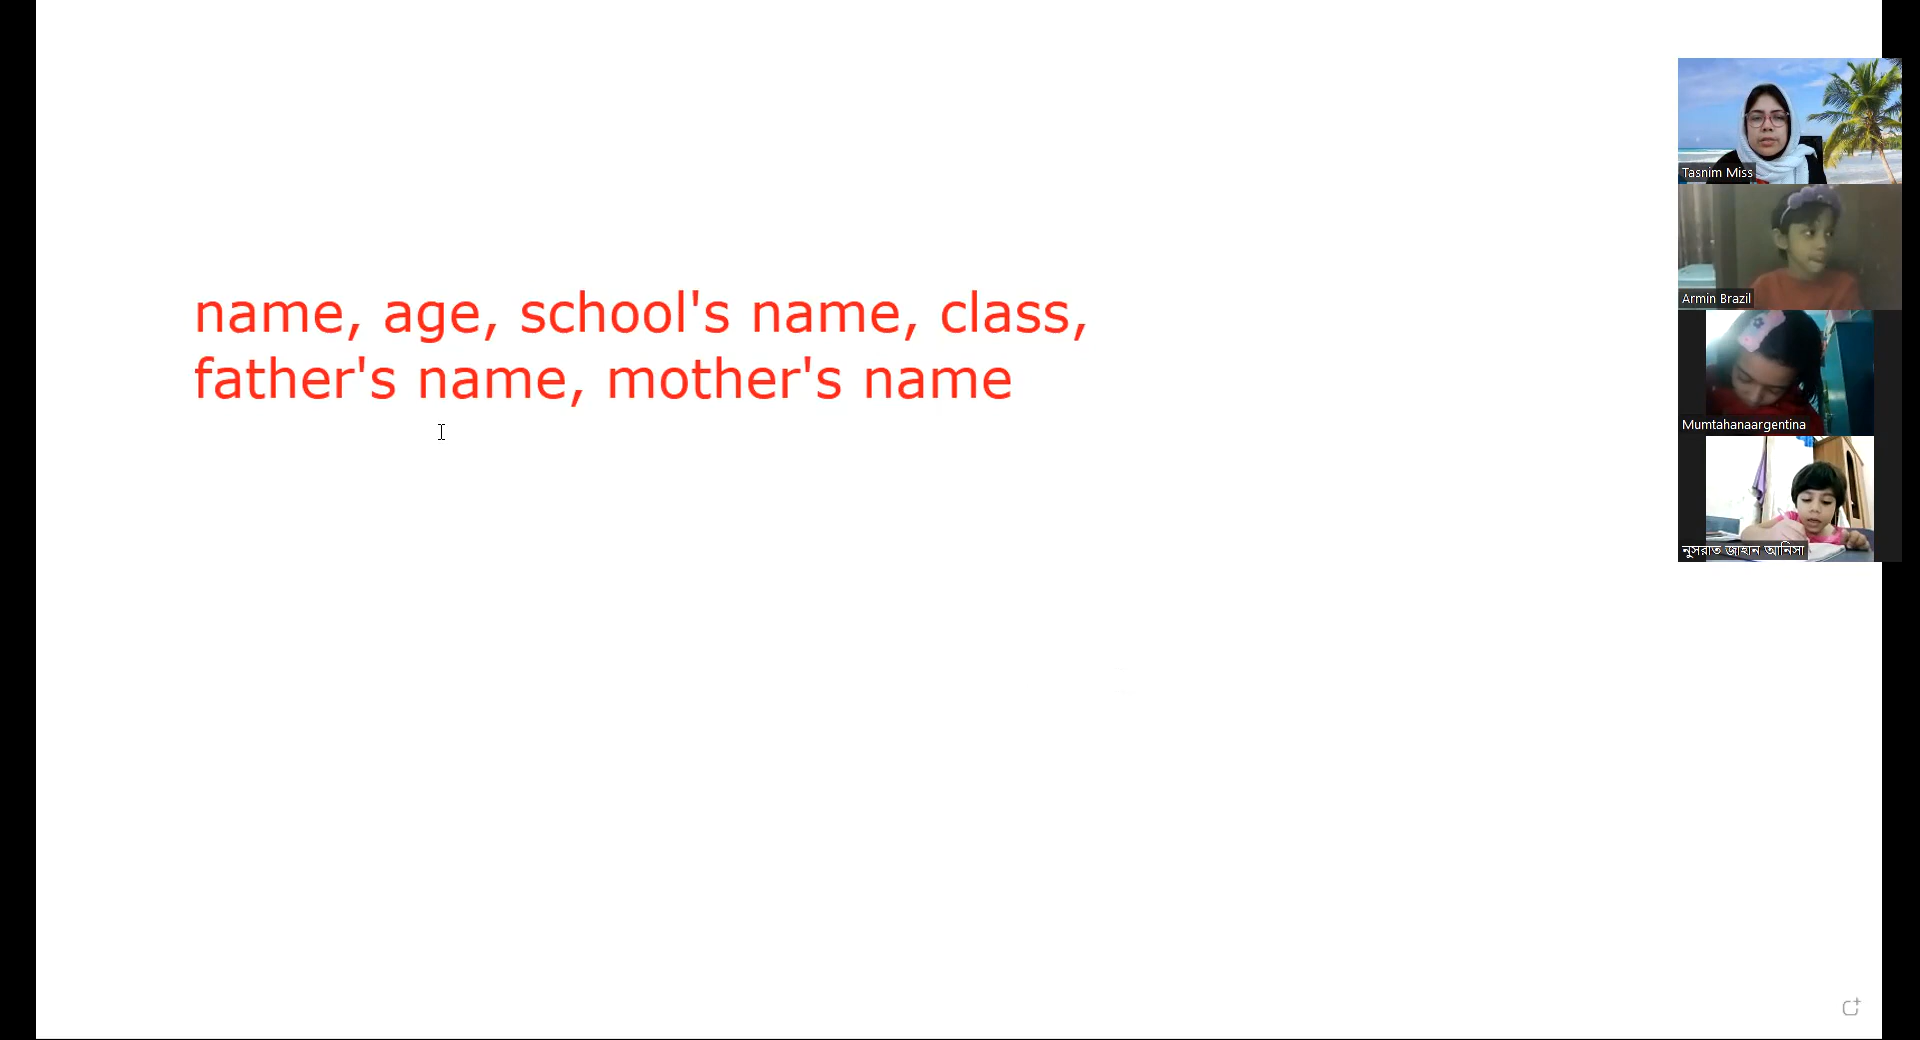 name, age, school's name, class,
father's name, mother's name
Tasnim Miss
Armin Brazil
Mumtahanaargentina
নুসরাত জাহান আনিসা